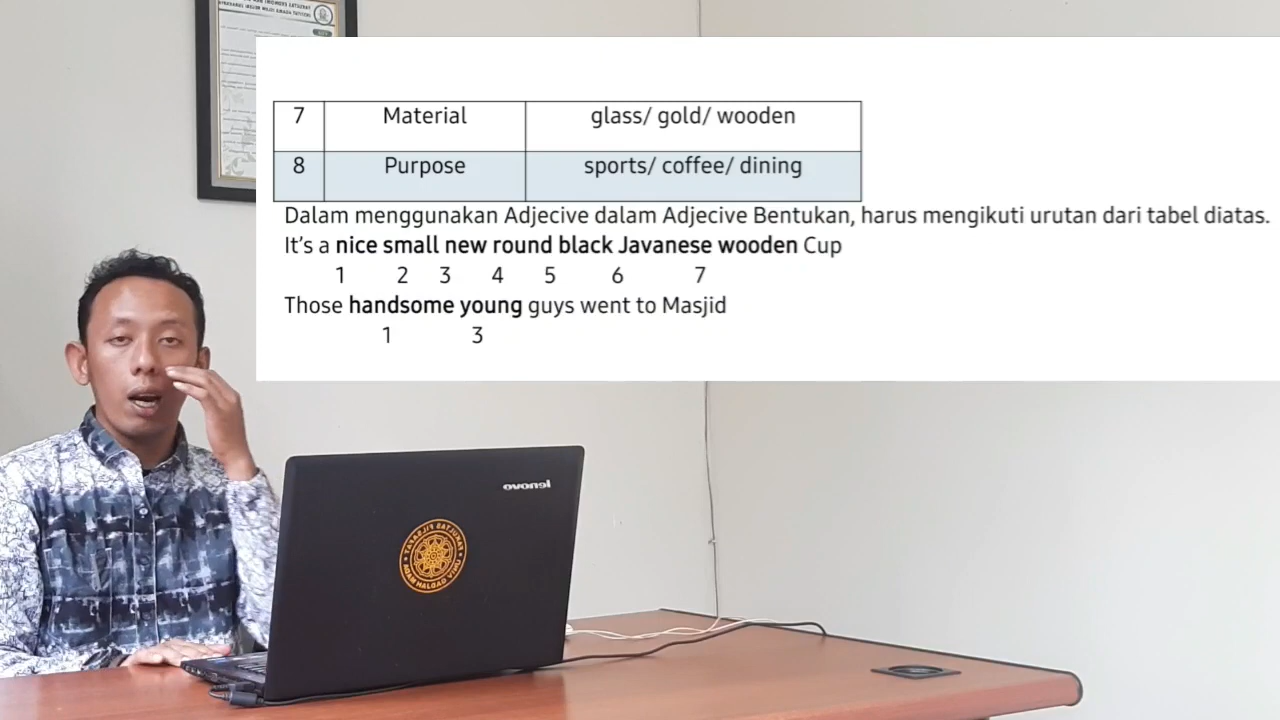 7 Material glass/ gold/ wooden
8 Purpose sports/ coffee/ dining
Dalam menggunakan Adjecive dalam Adjecive Bentukan, harus mengikuti urutan dari tabel diatas.
It's a nice small new round black Javanese wooden Cup
1 2 3 4 5 6 7
Those handsome young guys went to Masjid
1 3
lenovo